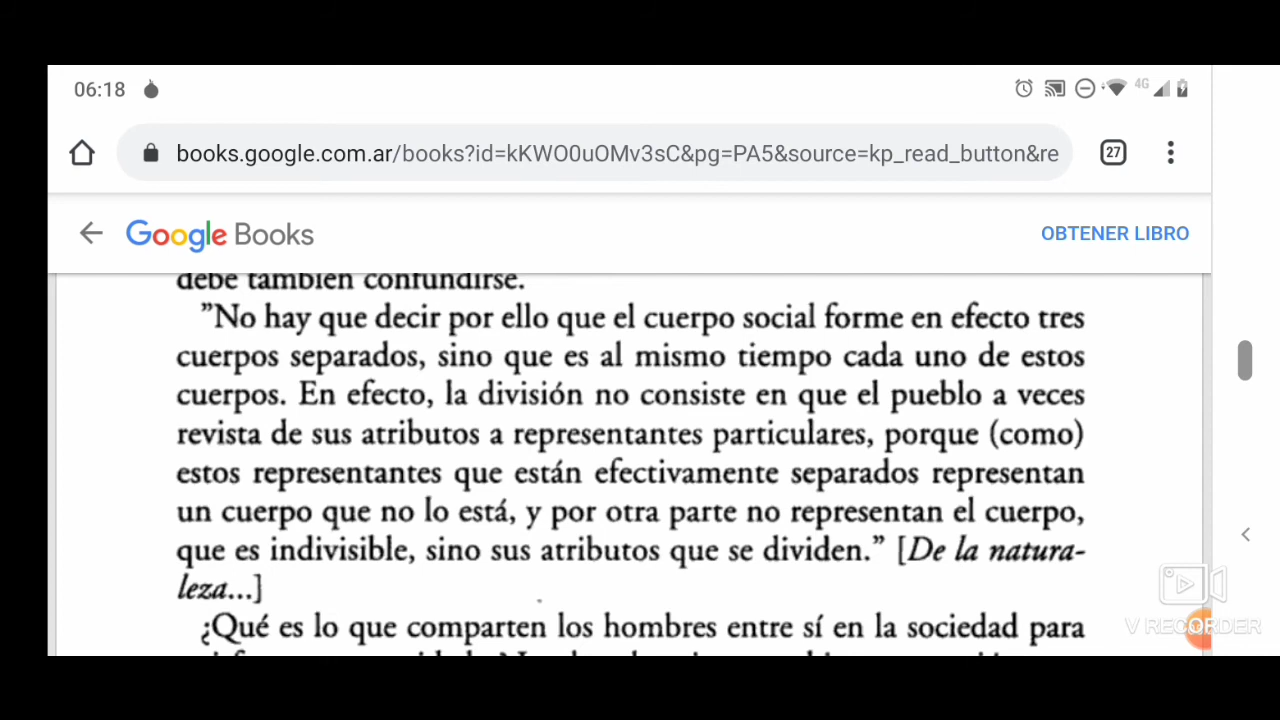 06:18
4G
books.google.com.ar/books?id=kKWO0uOMv3sC&pg=PA5&source=kp_read_button&re
27
Google Books
OBTENER LIBRO
debe también confundirse.
”No hay que decir por ello que el cuerpo social forme en efecto tres
cuerpos separados, sino que es al mismo tiempo cada uno de estos
cuerpos. En efecto, la división no consiste en que el pueblo a veces
revista de sus atributos a representantes particulares, porque (como)
estos representantes que están efectivamente separados representan
un cuerpo que no lo está, y por otra parte no representan el cuerpo,
que es indivisible, sino sus atributos que se dividen.” [De la natura-
leza...]
¿Qué es lo que comparten los hombres entre sí en la sociedad para
V RECORDER